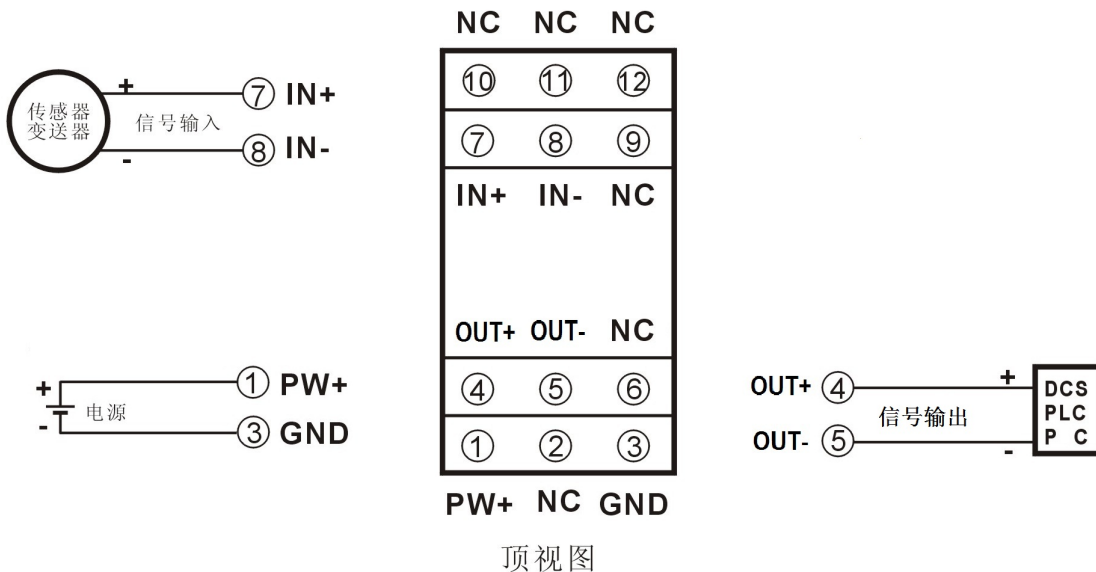 NC NC NC
⑩ ⑪ ⑫
⑦ ⑧ ⑨
IN+ IN- NC
OUT+ OUT- NC
④ ⑤ ⑥
① ② ③
PW+ NC GND
顶视图
传感器
变送器
+
-
信号输入
⑦ IN+
⑧ IN-
+
-
电源
① PW+
③ GND
OUT+ ④
OUT- ⑤
信号输出
+
-
DCS
PLC
P C